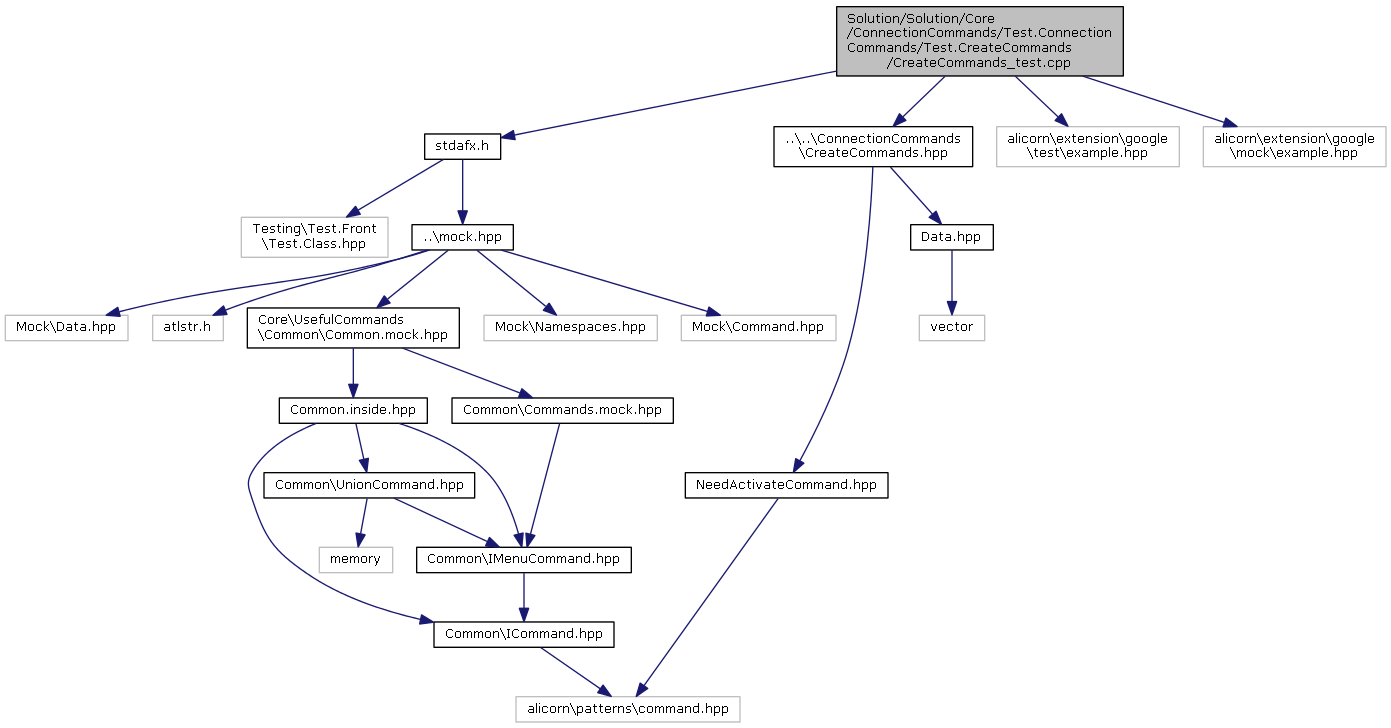 Solution/Solution/Core
/ConnectionCommands/Test.Connection
Commands/Test.CreateCommands
/CreateCommands_test.cpp
stdafx.h
..\..\ConnectionCommands
\CreateCommands.hpp
alicorn\extension\google
\test\example.hpp
alicorn\extension\google
\mock\example.hpp
Testing\Test.Front
\Test.Class.hpp
..\mock.hpp
Data.hpp
Mock\Data.hpp
atlstr.h
Core\UsefulCommands
\Common\Common.mock.hpp
Mock\Namespaces.hpp
Mock\Command.hpp
vector
Common.inside.hpp
Common\Commands.mock.hpp
Common\UnionCommand.hpp
NeedActivateCommand.hpp
memory
Common\IMenuCommand.hpp
Common\ICommand.hpp
alicorn\patterns\command.hpp